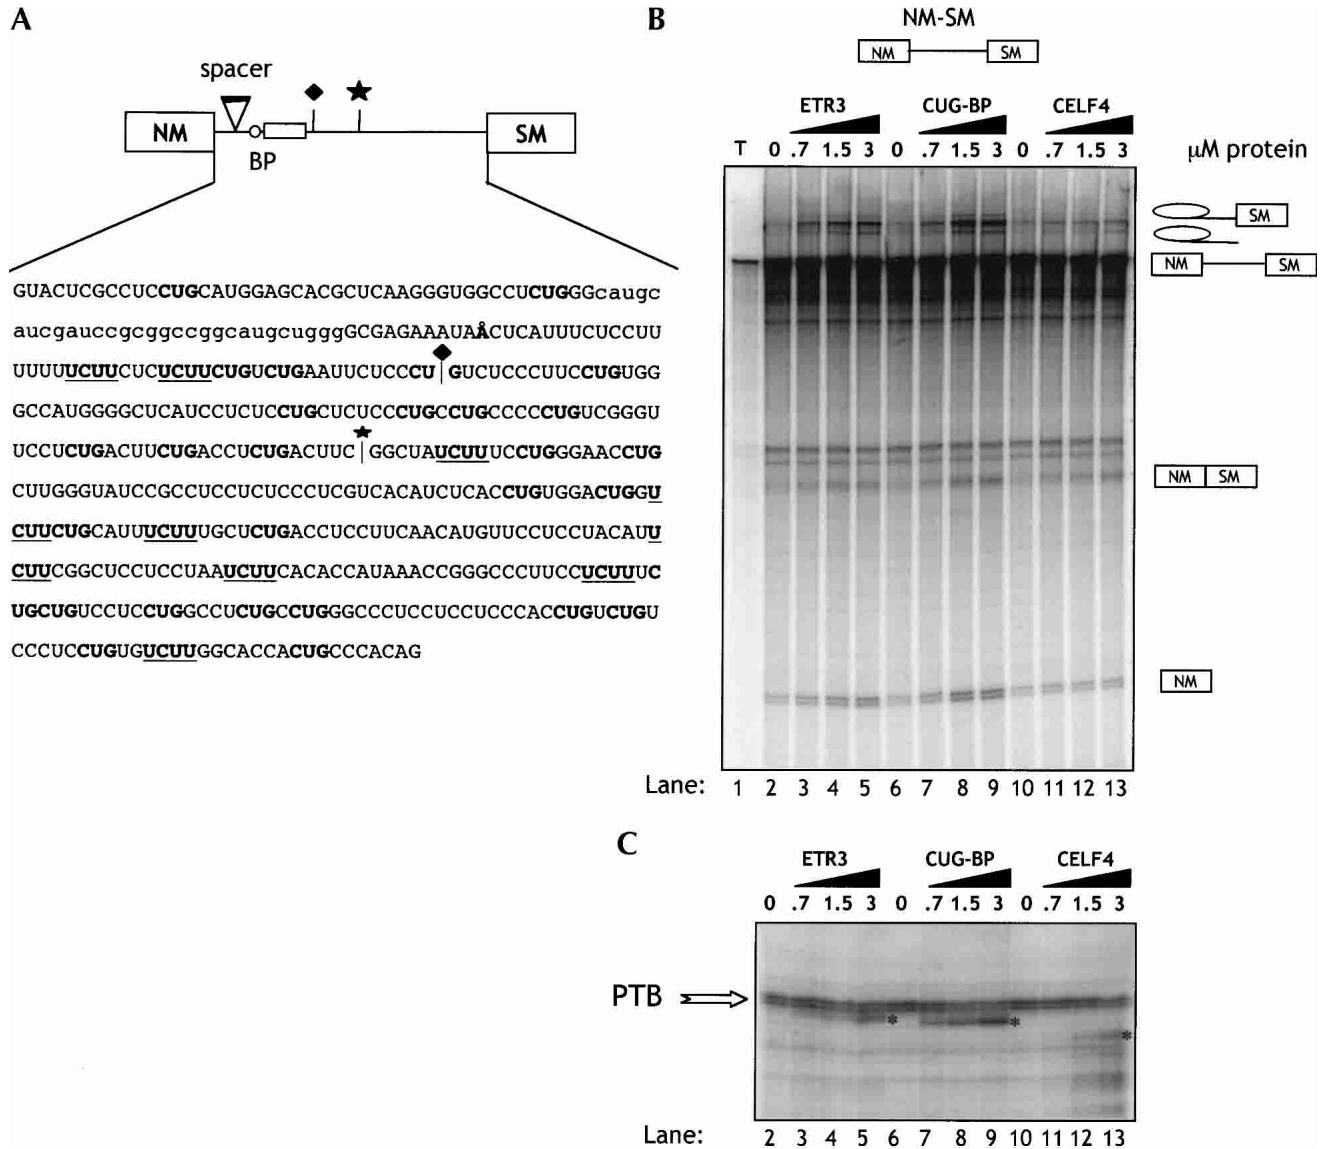 A
spacer
NM
BP
SM
GUACUCGCCUCCUGCAUGGAGCACGCUCAAGGGUGGCCUCUGGGcaugc
aucgauccgcggccggcaugcugggGCGAGAAAUAÅCUCAUUUCUCCUU
UUUUUCUUCUCUCUUCUGUCUGAAUUCUCCCUGUCUCCCUUCCUGUGG
GCCAUGGGGCUCAUCCUCUCCUGCUCUCCCUGCCUGCCCCCUGUCGGGU
UCCUCUGACUUCUGACCUCUGACUUCGGCUAUCUUUCCUGGGAACCUG
CUUGGGUAUCCGCCUCCUCUCCCUCGUCACAUCUCACCUGUGGACUGGU
CUUCUGCAUUUCUUUGCUCUGACCUCCUUCAACAUGUUCCUCCUACAUU
CUUCGGCUCCUCCUAAUCUUCACACCAUAAACCGGGCCCUUCCUCUUUC
UGCUGUCCUCCUGGCCUCUGCCUGGGCCCUCCUCCUCCCACCUGUCUGU
CCCUCCUGUGUCUUGGCACCACUGCCCACAG
B
NM-SM
NM SM
ETR3 CUG-BP CELF4
T 0 .7 1.5 3 0 .7 1.5 3 0 .7 1.5 3 µM protein
SM
NM SM
NM SM
NM
Lane: 1 2 3 4 5 6 7 8 9 10 11 12 13
C
ETR3 CUG-BP CELF4
0 .7 1.5 3 0 .7 1.5 3 0 .7 1.5 3
PTB
* * *
Lane: 2 3 4 5 6 7 8 9 10 11 12 13